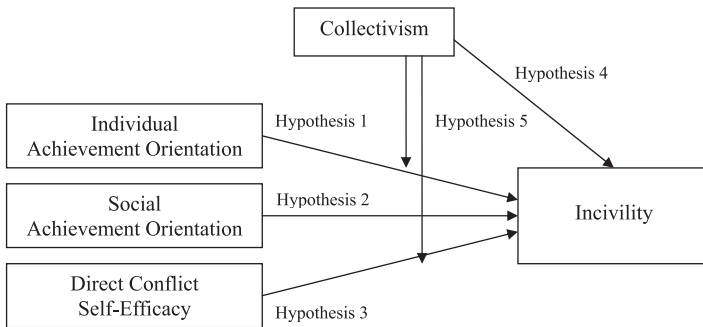 Collectivism
Hypothesis 4
Individual
Achievement Orientation
Hypothesis 1
Hypothesis 5
Social
Achievement Orientation
Hypothesis 2
Incivility
Direct Conflict
Self-Efficacy
Hypothesis 3